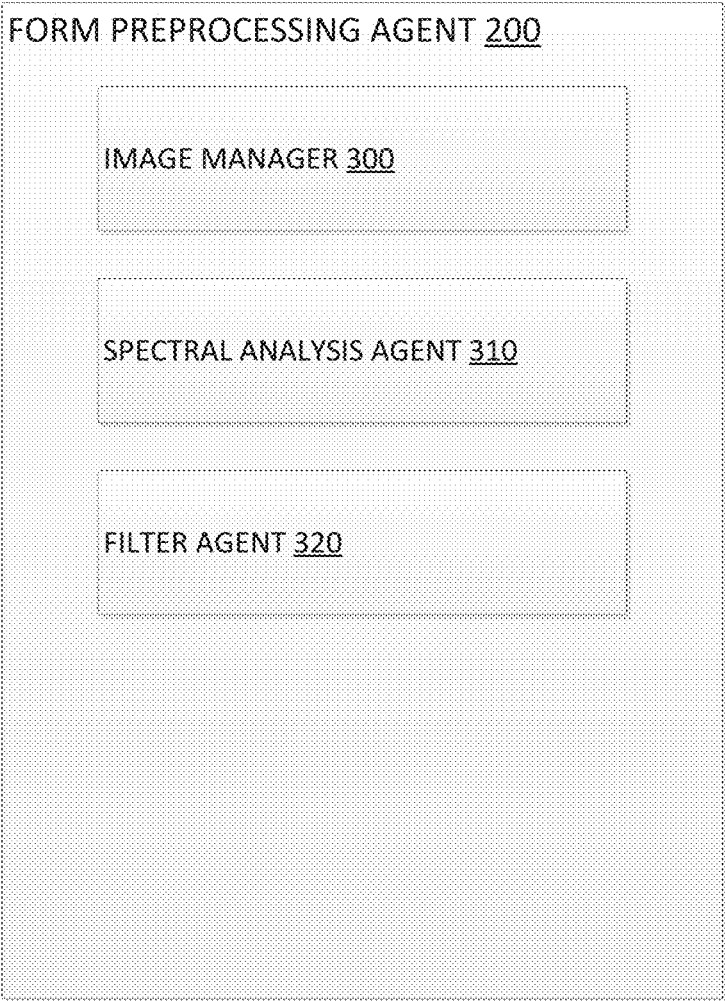 FORM PREPROCESSING AGENT 200
IMAGE MANAGER 300
SPECTRAL ANALYSIS AGENT 310
FILTER AGENT 320